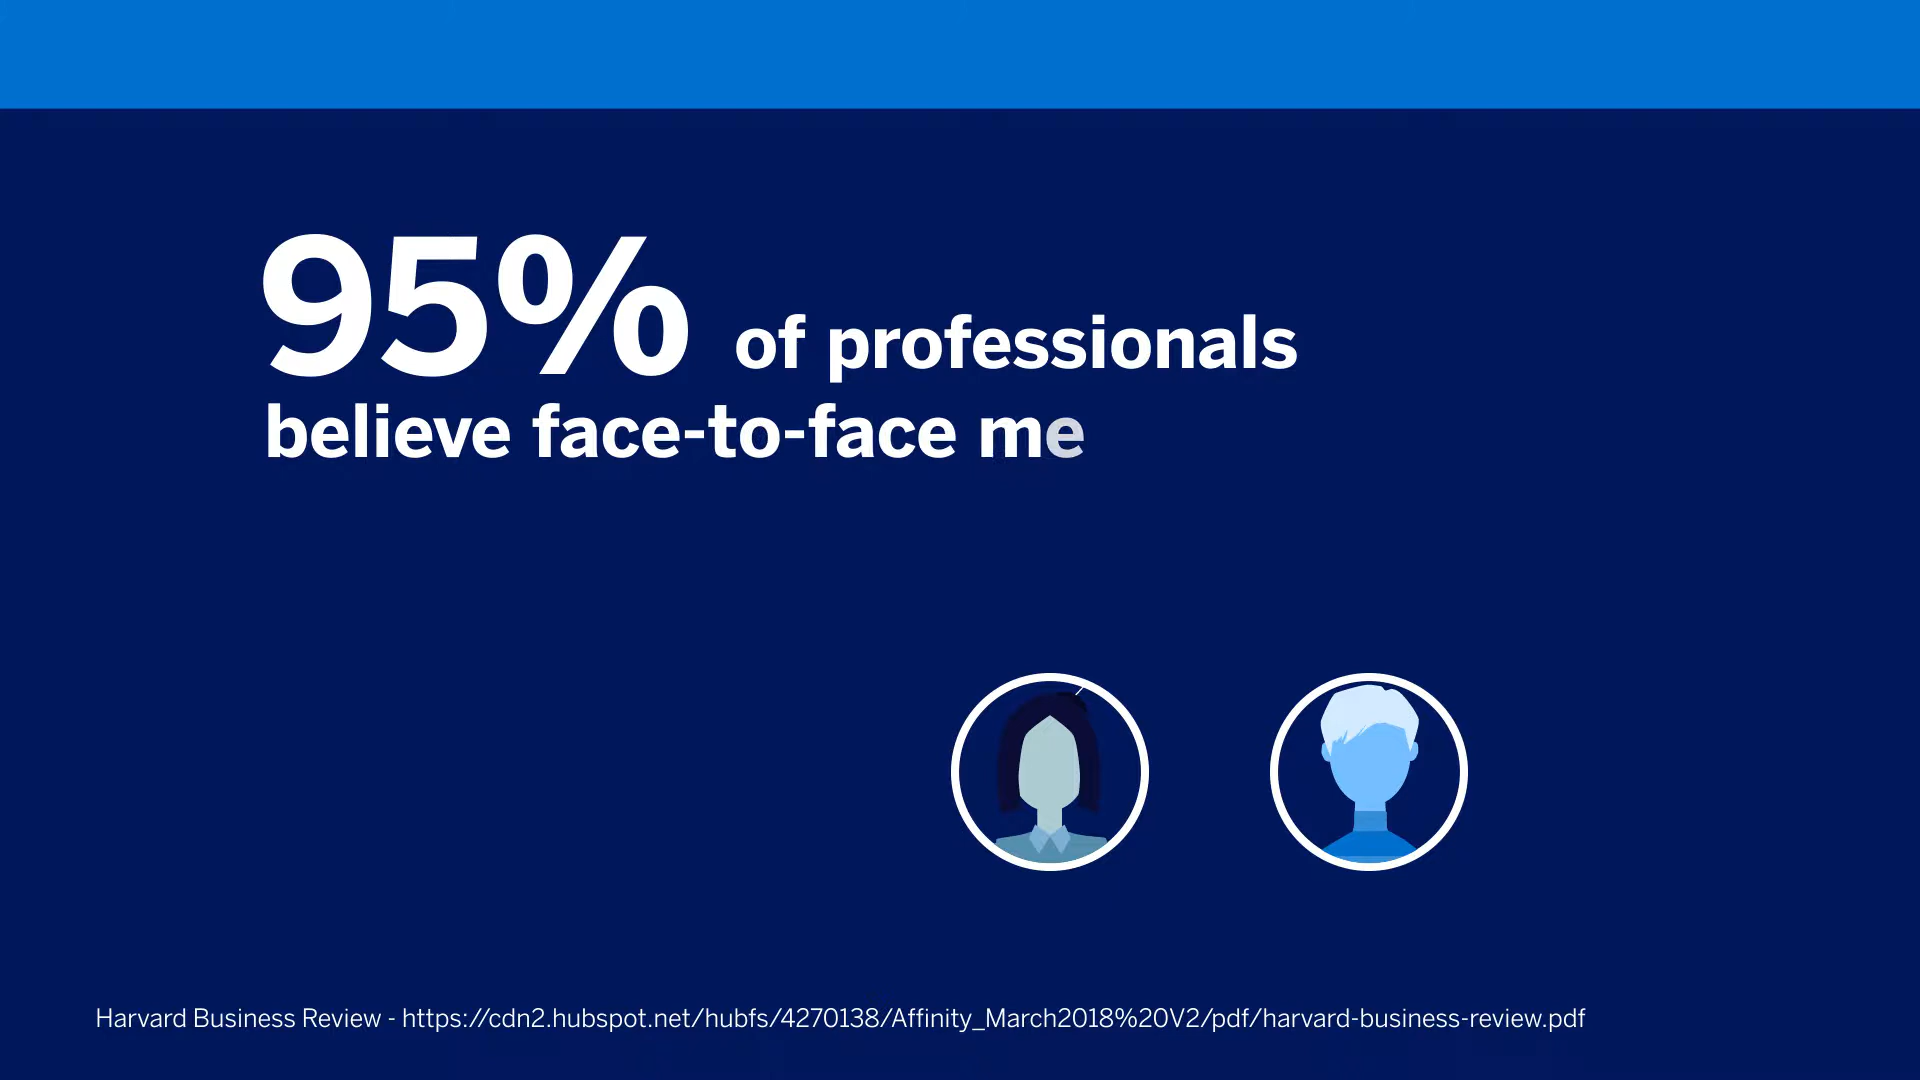 95% of professionals
believe face-to-face me
Harvard Business Review - https://cdn2.hubspot.net/hubfs/4270138/Affinity_March2018%20V2/pdf/harvard-business-review.pdf